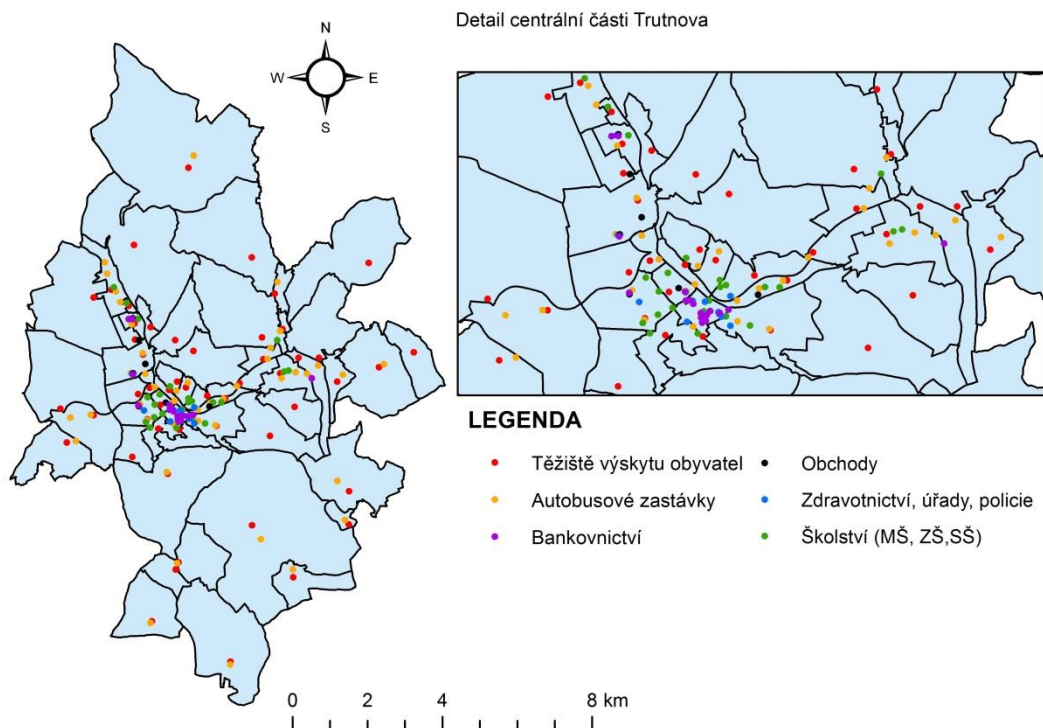 Detail centrální části Trutnova
N
W E
S
LEGENDA
Těžiště výskytu obyvatel
Obchody
Autobusové zastávky
Zdravotnictví, úřady, policie
Bankovnictví
Školství (MŠ, ZŠ,SŠ)
0 2 4 8 km